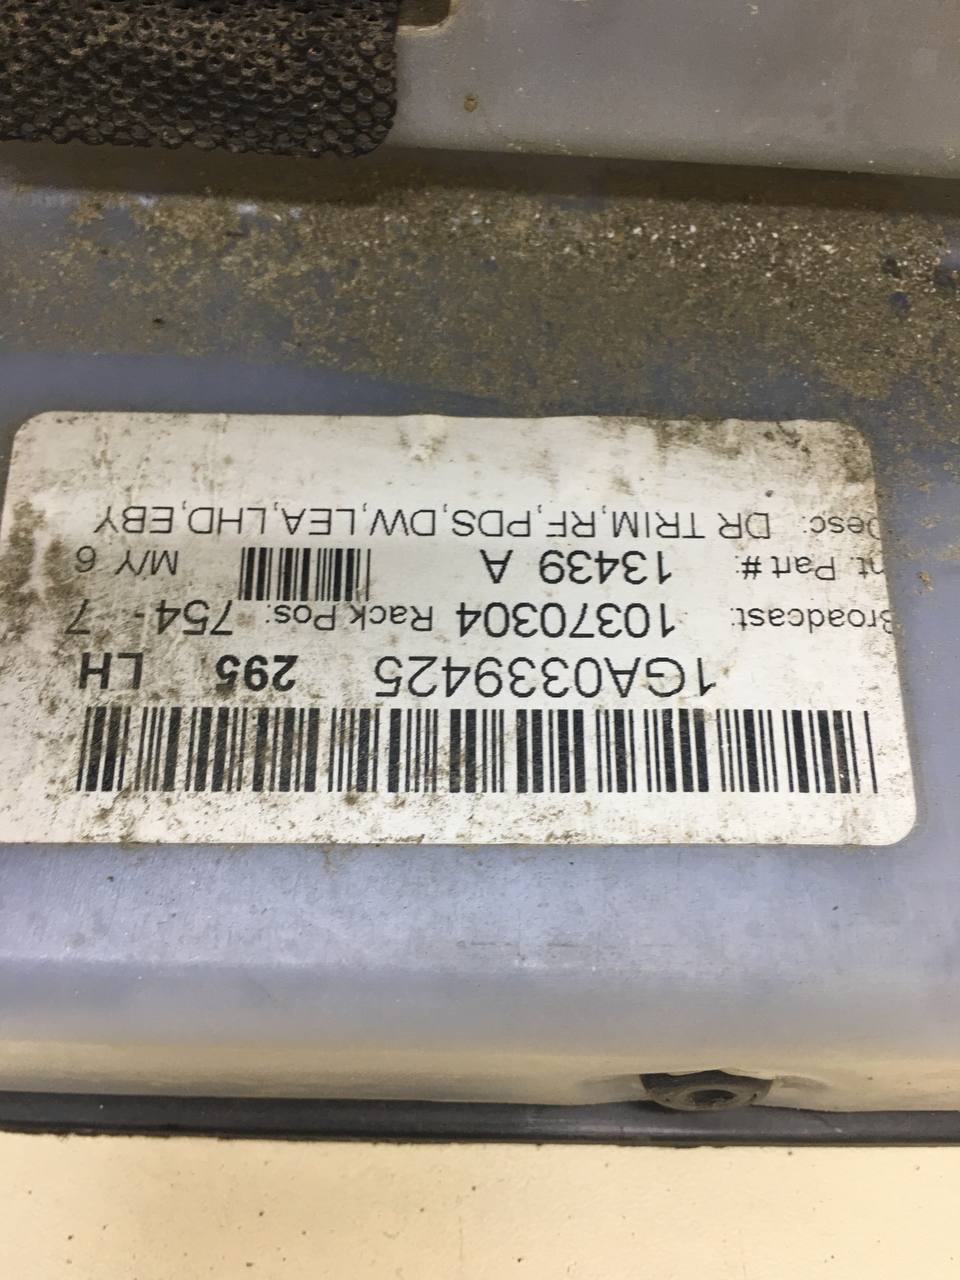 1GA0339425 295 LH
Broadcast: 10370304 Rack Pos: 754 - 7
nt. Part #: 13439 A M/Y 6
Desc: DR TRIM,RF,PDS,DW,LEA,LHD,EBY